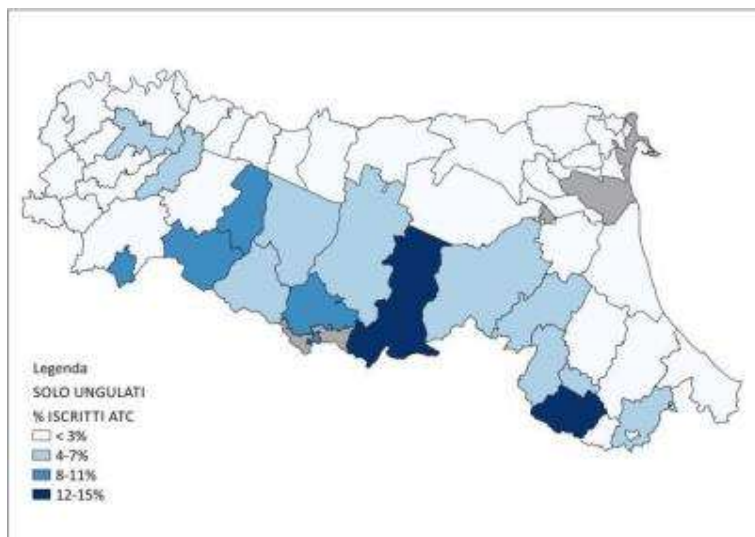 Legenda
SOLO UNGULATI
% ISCRITTI ATC
< 3%
4-7%
8-11%
12-15%